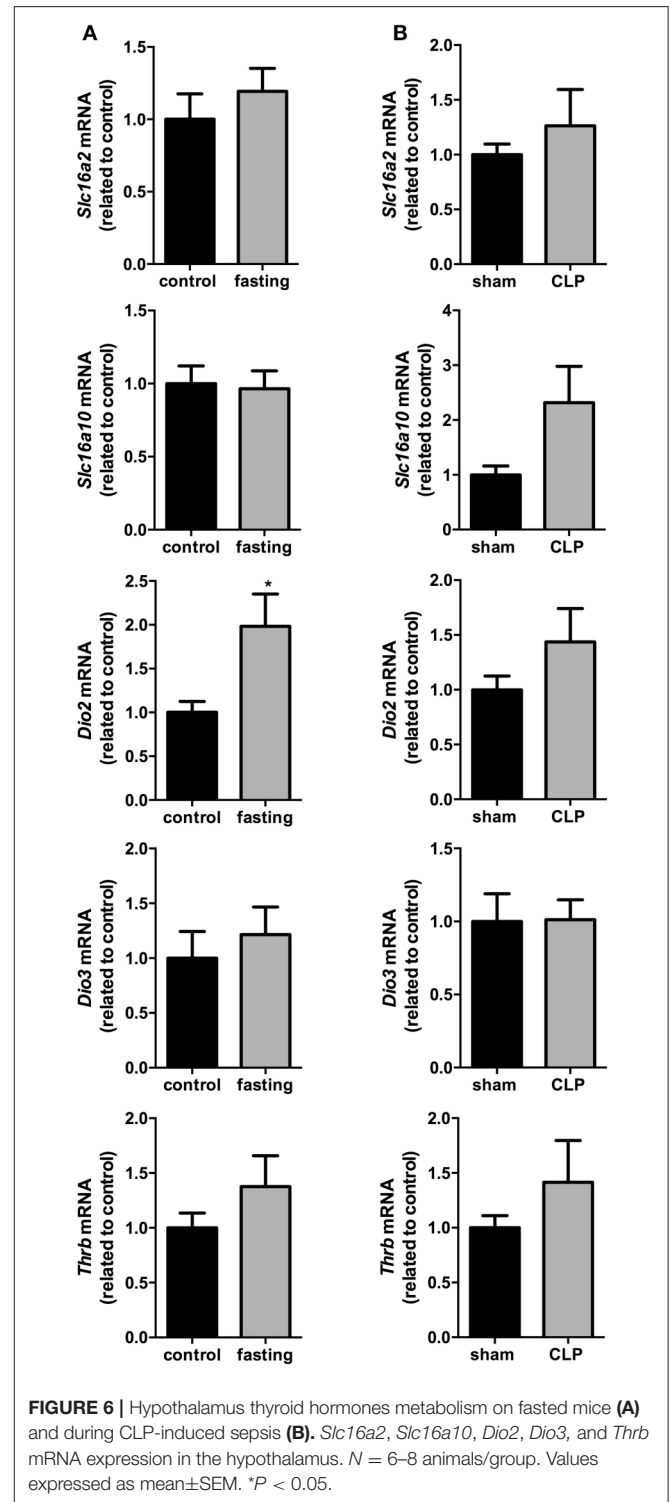 A
B
Slc16a2 mRNA
(related to control)
1.5
1.0
0.5
0.0
control fasting
Slc16a2 mRNA
(related to control)
2.0
1.5
1.0
0.5
0.0
sham CLP
Slc16a10 mRNA
(related to control)
1.5
1.0
0.5
0.0
control fasting
Slc16a10 mRNA
(related to control)
4
3
2
1
0
sham CLP
Dio2 mRNA
(related to control)
2.5
2.0
1.5
1.0
0.5
0.0
*
control fasting
Dio2 mRNA
(related to control)
2.0
1.5
1.0
0.5
0.0
sham CLP
Dio3 mRNA
(related to control)
2.0
1.5
1.0
0.5
0.0
control fasting
Dio3 mRNA
(related to control)
1.5
1.0
0.5
0.0
sham CLP
Thrb mRNA
(related to control)
2.0
1.5
1.0
0.5
0.0
control fasting
Thrb mRNA
(related to control)
2.0
1.5
1.0
0.5
0.0
sham CLP
FIGURE 6 | Hypothalamus thyroid hormones metabolism on fasted mice (A)
and during CLP-induced sepsis (B). Slc16a2, Slc16a10, Dio2, Dio3, and Thrb
mRNA expression in the hypothalamus. N = 6–8 animals/group. Values
expressed as mean±SEM. *P < 0.05.